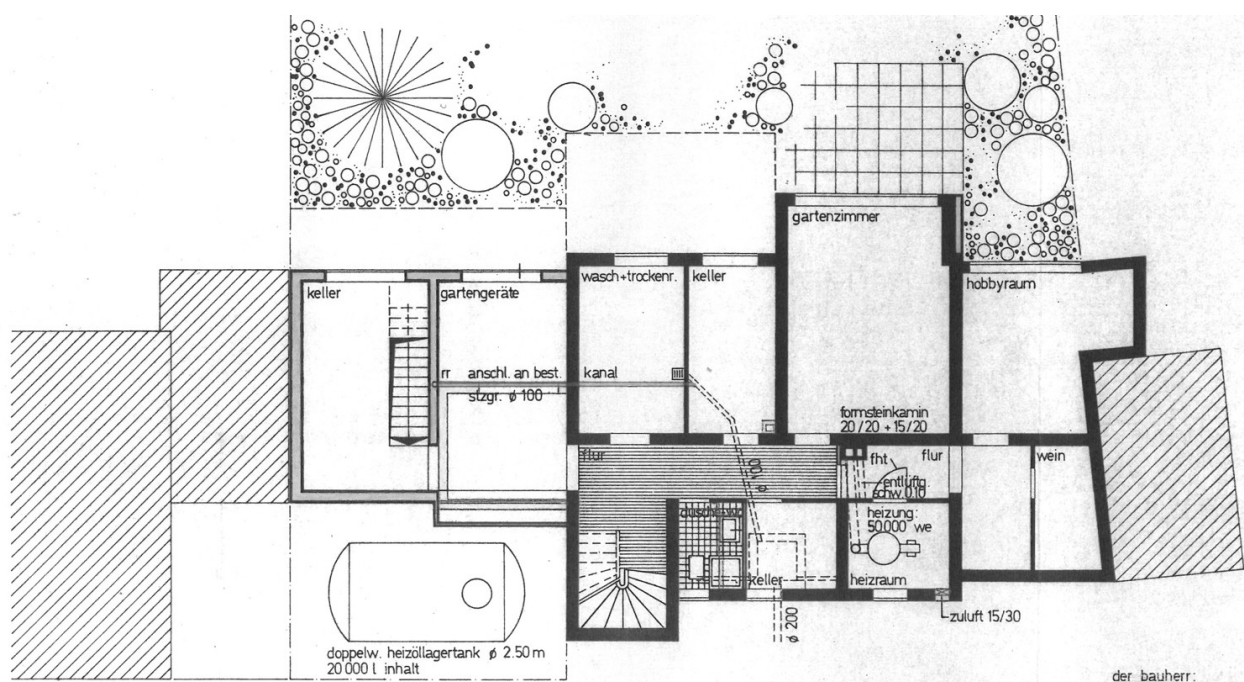 gartenzimmer
keller
gartengeräte
wasch+trockenr.
keller
hobbyraum
rr anschl. an best. kanal
stzgr. ϕ 100
formsteinkamin
20/20 + 15/20
flur
fht
flur
wein
entlüftg.
schw. 0.10
ϕ 100
heizung:
50.000 we
keller
heizraum
zuluft 15/30
ϕ 200
doppelw. heizöllagertank ϕ 2.50 m
20 000 l inhalt
der bauherr: